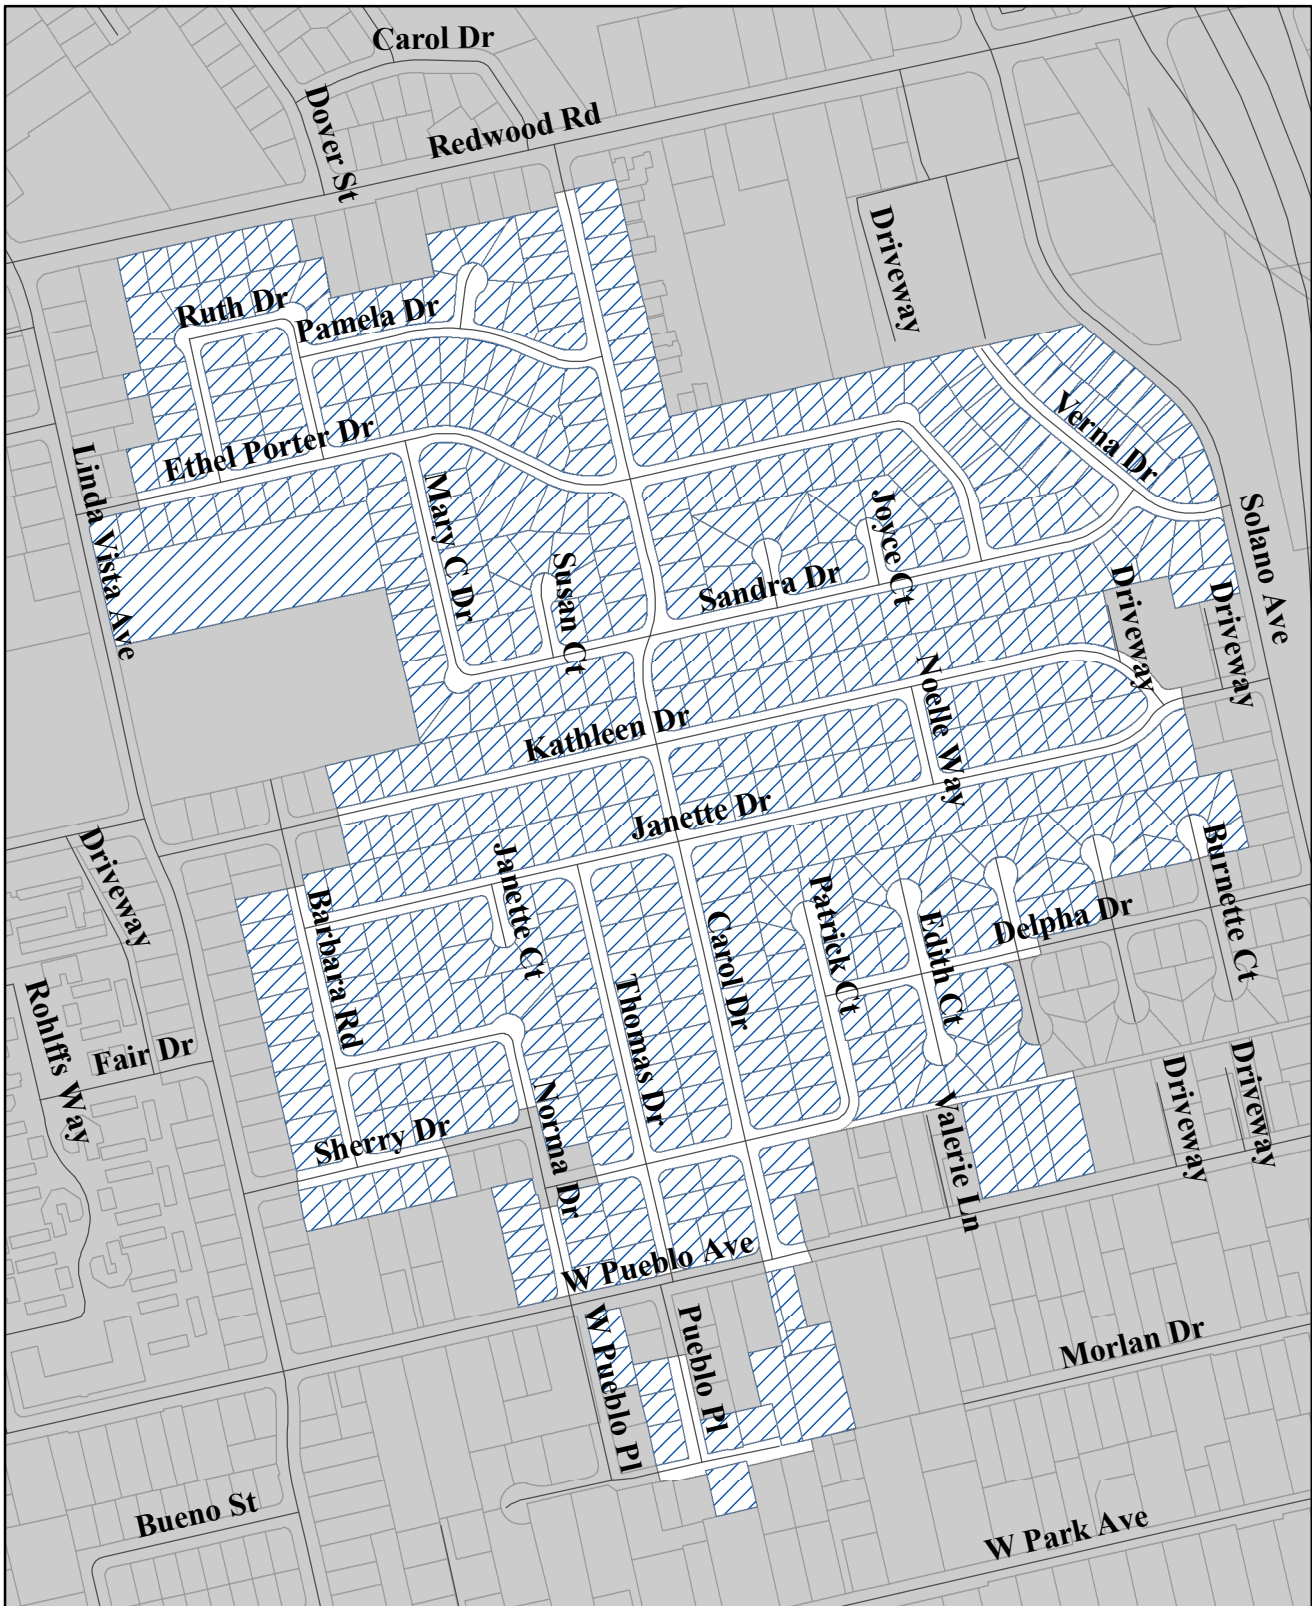 Carol Dr
Dover St
Redwood Rd
Driveway
Ruth Dr
Pamela Dr
Verna Dr
Ethel Porter Dr
Linda Vista Ave
Mary C Dr
Joyce Ct
Solano Ave
Susan Ct
Sandra Dr
Driveway
Driveway
Noelle Way
Kathleen Dr
Janette Dr
Driveway
Janette Ct
Burnette Ct
Barbara Rd
Patrick Ct
Carol Dr
Edith Ct
Delpha Dr
Thomas Dr
Rohlffs Way
Fair Dr
Norma Dr
Valerie Ln
Driveway
Driveway
Sherry Dr
W Pueblo Ave
W Pueblo Pl
Pueblo Pl
Morlan Dr
Bueno St
W Park Ave